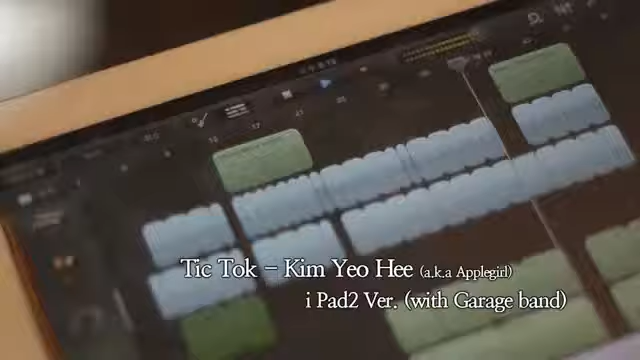 Tic Tok - Kim Yeo Hee (a.k.a Applegirl)
i Pad2 Ver. (with Garage band)